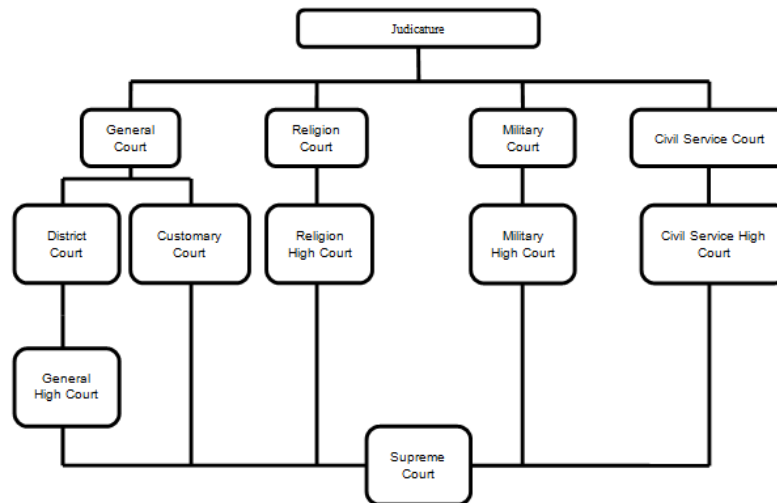 Judicature
General
Court
Religion
Court
Military
Court
Civil Service Court
District
Court
Customary
Court
Religion
High Court
Military
High Court
Civil Service High
Court
General
High Court
Supreme
Court